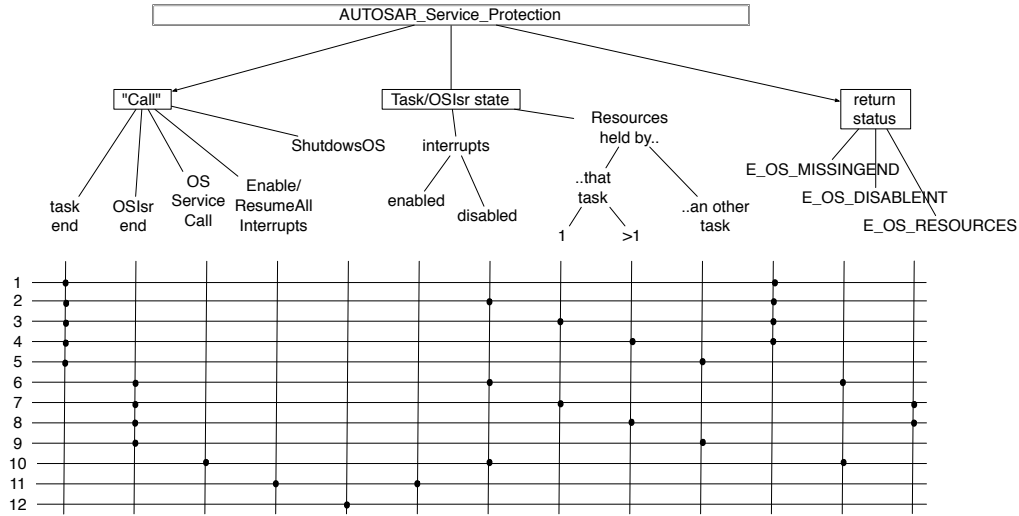 AUTOSAR_Service_Protection
"Call"
Task/OSIsr state
return
status
ShutdowsOS
interrupts
Resources
held by..
E_OS_MISSINGEND
E_OS_DISABLEINT
E_OS_RESOURCES
task
end
OSIsr
end
OS
Service
Call
Enable/
ResumeAll
Interrupts
enabled
disabled
..that
task
1
>1
..an other
task
1
2
3
4
5
6
7
8
9
10
11
12